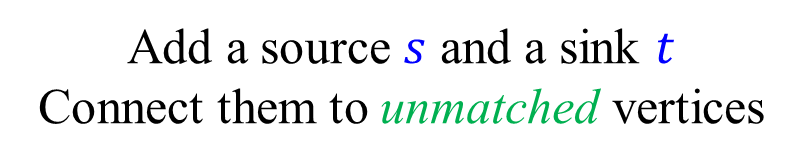 Add a source s and a sink t
Connect them to unmatched vertices